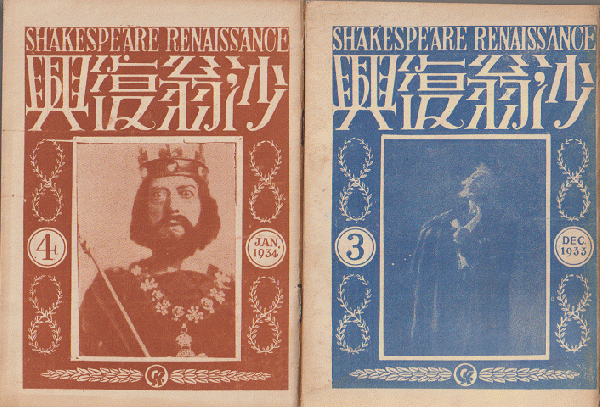 SHAKESPEARE RENAISSANCE
沙翁復興
4
JAN.
1934
SHAKESPEARE RENAISSANCE
沙翁復興
3
DEC.
1933